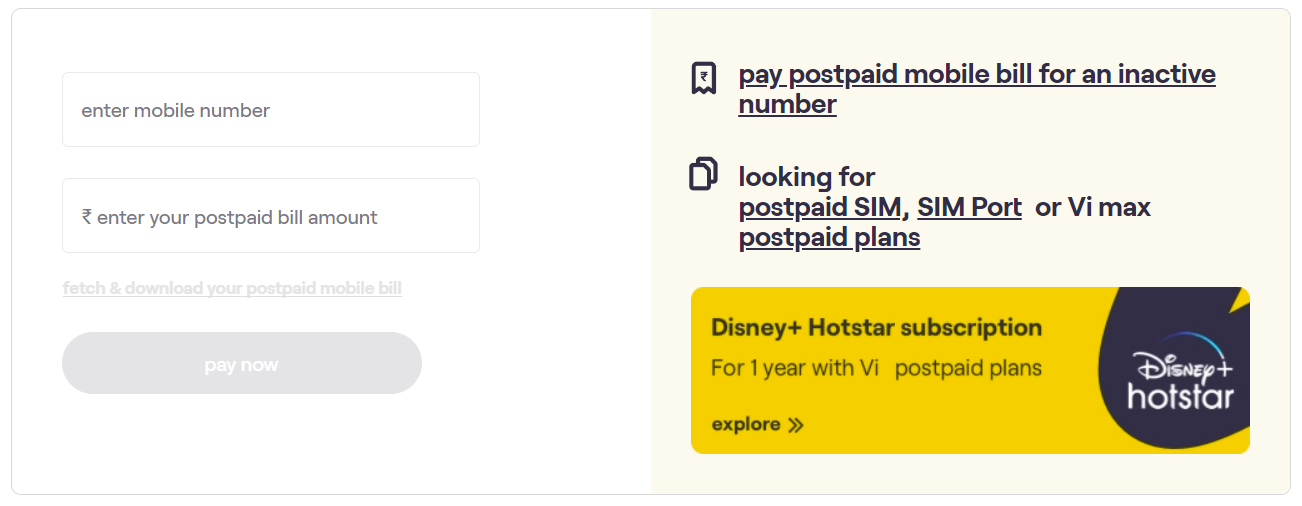 enter mobile number
₹ enter your postpaid bill amount
fetch & download your postpaid mobile bill
pay now
₹
pay postpaid mobile bill for an inactive
number
looking for
postpaid SIM, SIM Port or Vi max
postpaid plans
Disney+ Hotstar subscription
For 1 year with Vi postpaid plans
explore »
Disney+
hotstar